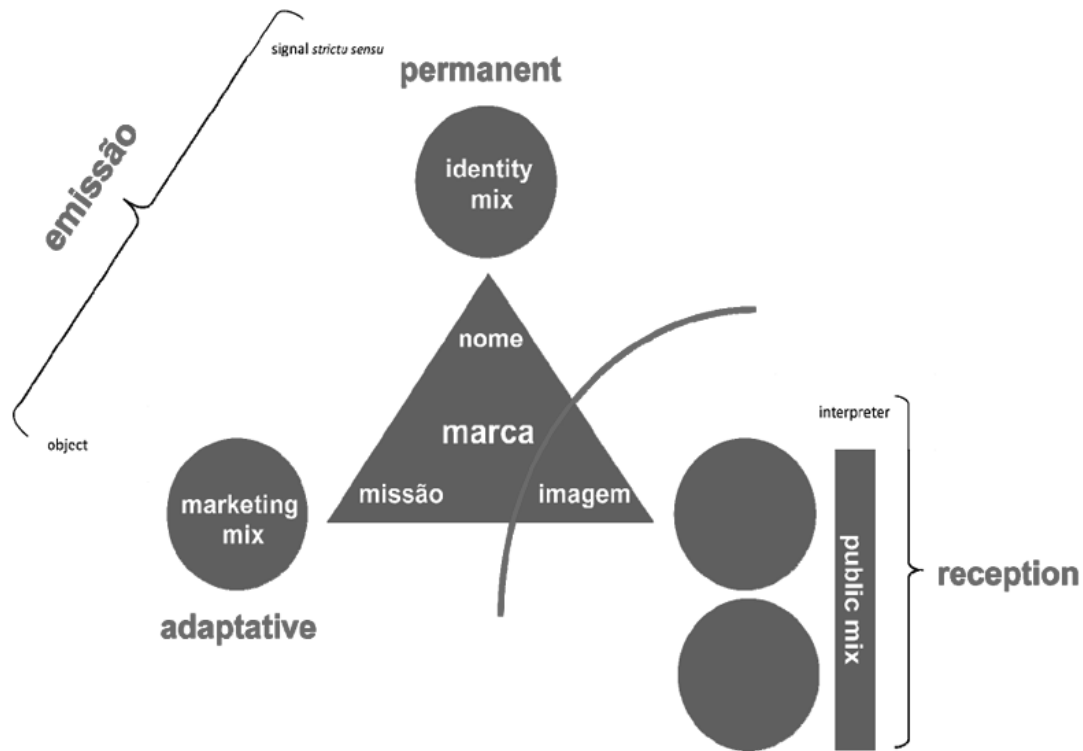 signal strictu sensu
permanent
emissão
identity
mix
nome
marca
missão
imagem
object
marketing
mix
adaptative
interpreter
public mix
reception